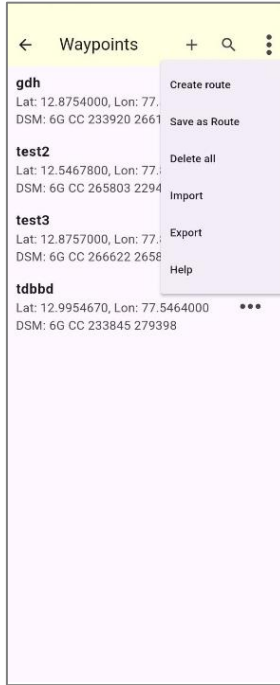 Waypoints
gdh
Lat: 12.8754000, Lon: 77.
DSM: 6G CC 233920 2661
test2
Lat: 12.5467800, Lon: 77.
DSM: 6G CC 265803 2294
test3
Lat: 12.8757000, Lon: 77.
DSM: 6G CC 266622 2658
tdbbd
Lat: 12.9954670, Lon: 77.5464000
DSM: 6G CC 233845 279398
Create route
Save as Route
Delete all
Import
Export
Help